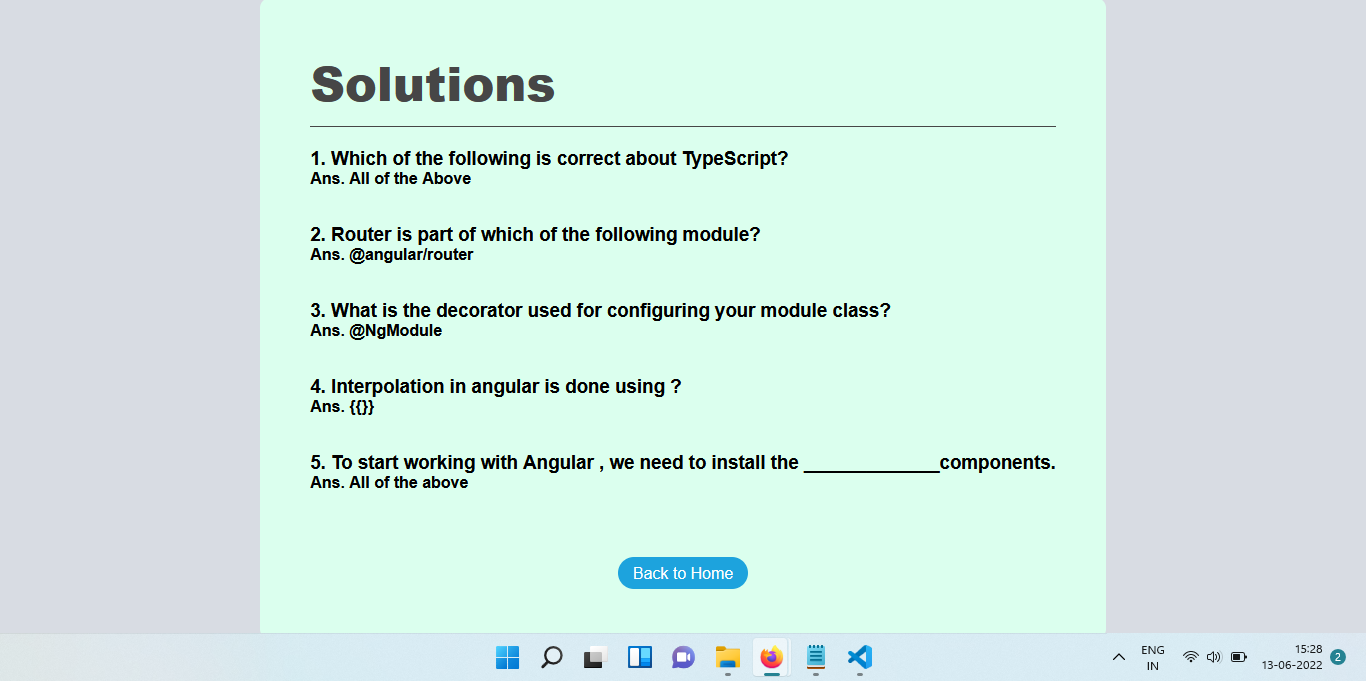 Solutions
1. Which of the following is correct about TypeScript?
Ans. All of the Above
2. Router is part of which of the following module?
Ans. @angular/router
3. What is the decorator used for configuring your module class?
Ans. @NgModule
4. Interpolation in angular is done using ?
Ans. {{}}
5. To start working with Angular , we need to install the _____________components.
Ans. All of the above
Back to Home
ENG
IN
15:28
13-06-2022
2